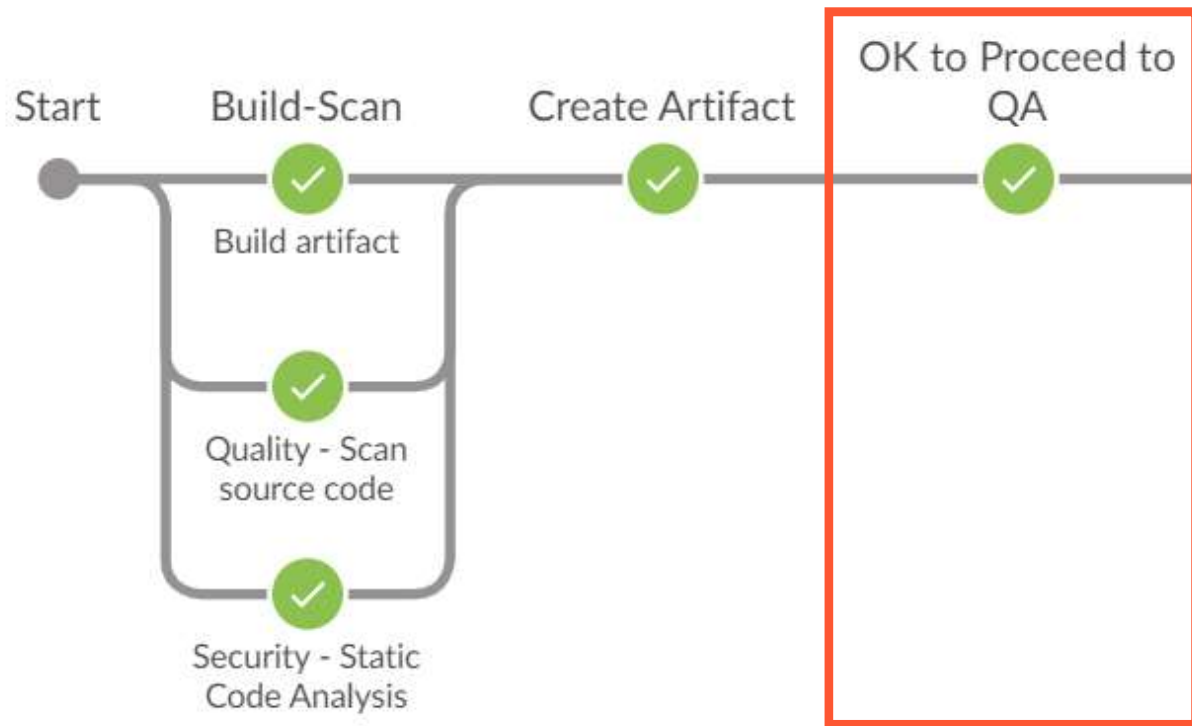 Start
Build-Scan
Create Artifact
OK to Proceed to
QA
Build artifact
Quality - Scan
source code
Security - Static
Code Analysis